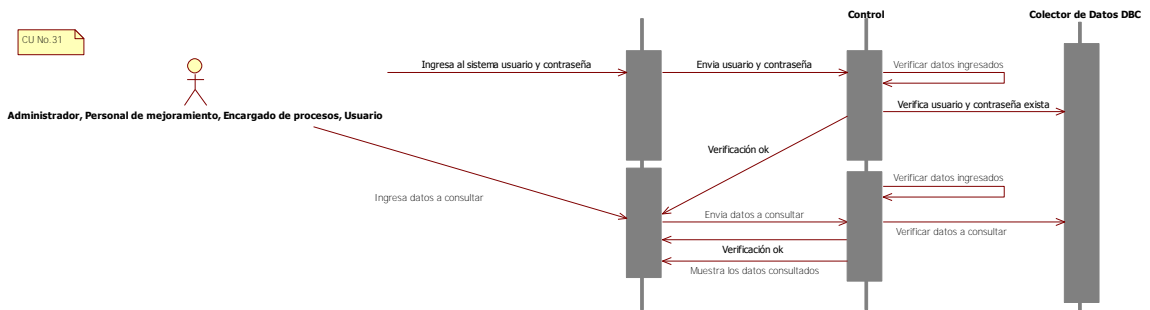 Control
Colector de Datos DBC
CU No.31
Ingresa al sistema usuario y contraseña
Envia usuario y contraseña
Verificar datos ingresados
Verifica usuario y contraseña exista
Administrador, Personal de mejoramiento, Encargado de procesos, Usuario
Verificación ok
Verificar datos ingresados
Ingresa datos a consultar
Envia datos a consultar
Verificar datos a consultar
Verificación ok
Muestra los datos consultados